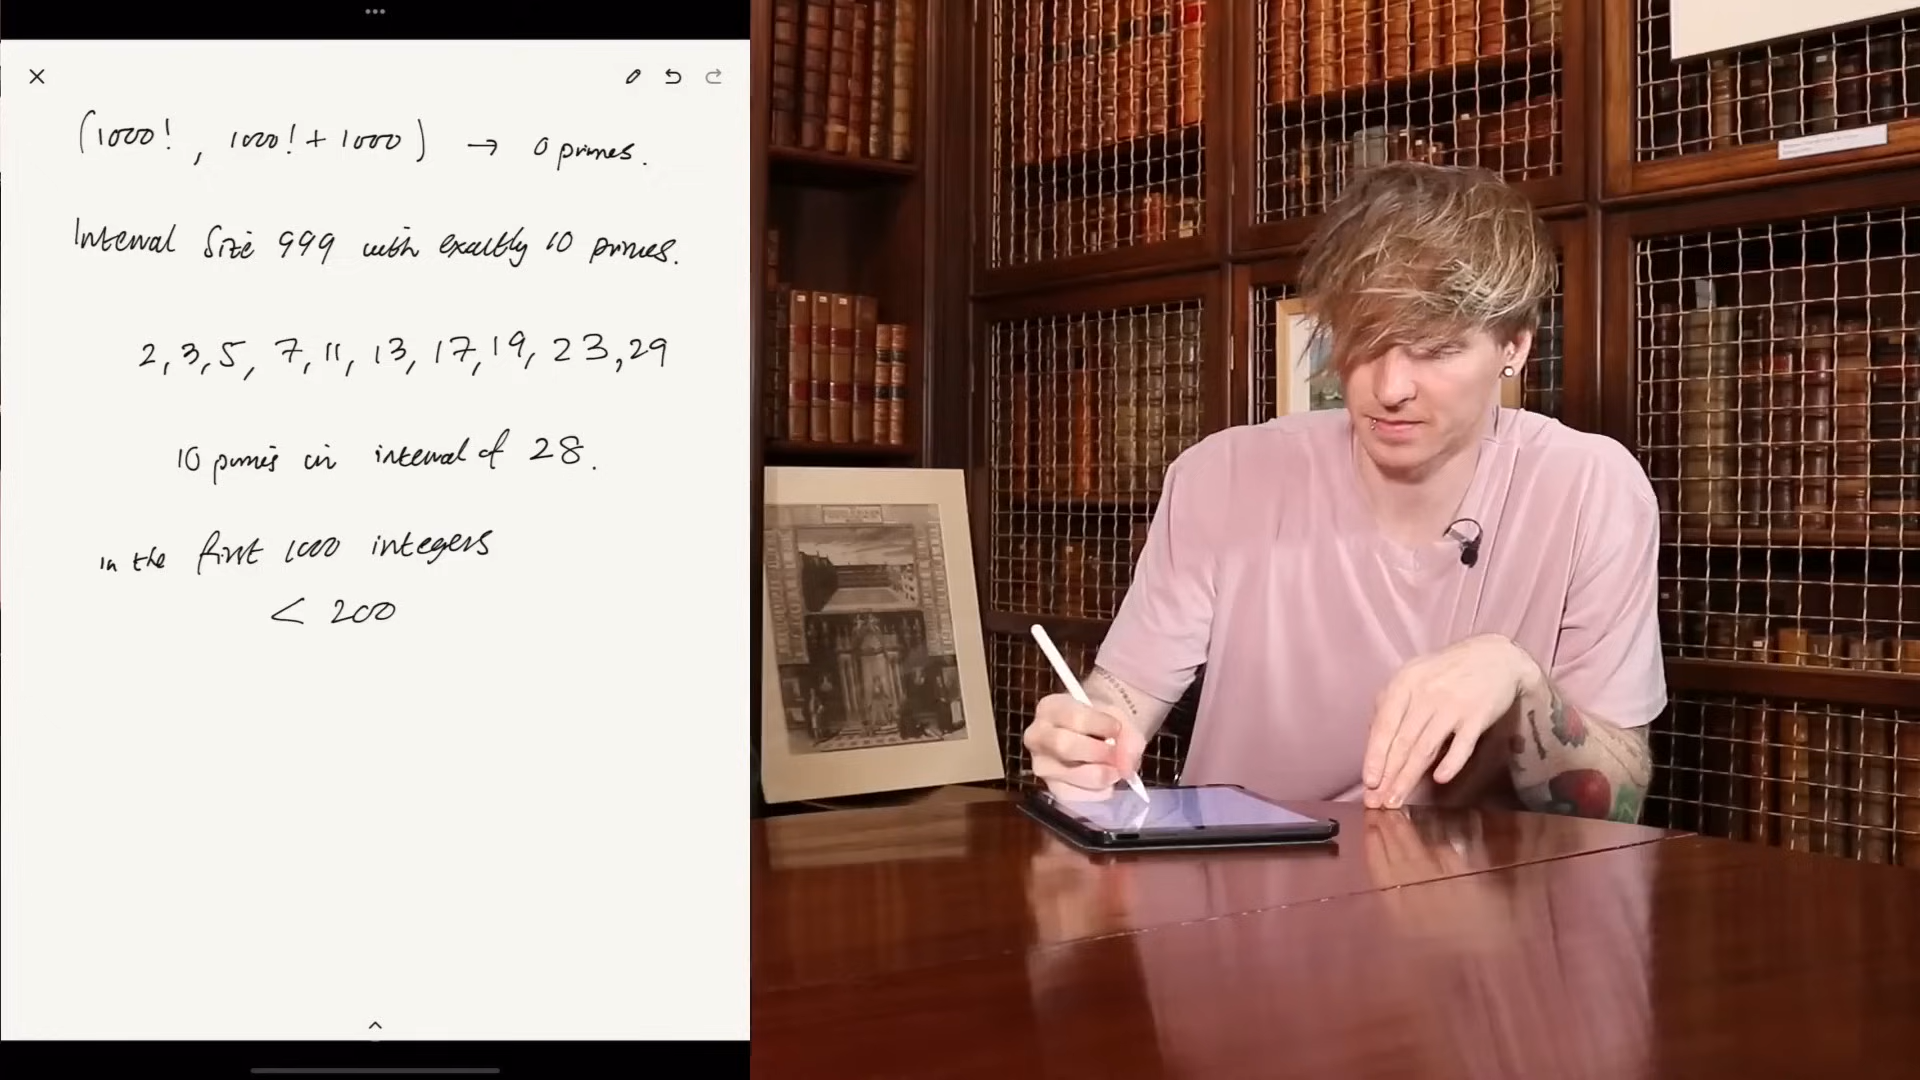 (1000! , 1000! + 1000) → 0 primes.
Interval Size 999 with exactly 10 primes.
2, 3, 5, 7, 11, 13, 17, 19, 23, 29
10 primes in interval of 28.
in the first 1000 integers
< 200